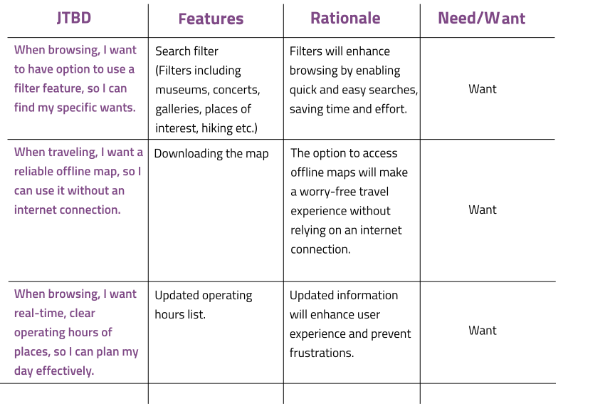 JTBD
Features
Rationale
Need/Want
When browsing, I want
to have option to use a
filter feature, so I can
find my specific wants.
Search filter
(Filters including
museums, concerts,
galleries, places of
interest, hiking etc.)
Filters will enhance
browsing by enabling
quick and easy searches,
saving time and effort.
Want
When traveling, I want a
reliable offline map, so I
can use it without an
internet connection.
Downloading the map
The option to access
offline maps will make
a worry-free travel
experience without
relying on an internet
connection.
Want
When browsing, I want
real-time, clear
operating hours of
places, so I can plan my
day effectively.
Updated operating
hours list.
Updated information
will enhance user
experience and prevent
frustrations.
Want